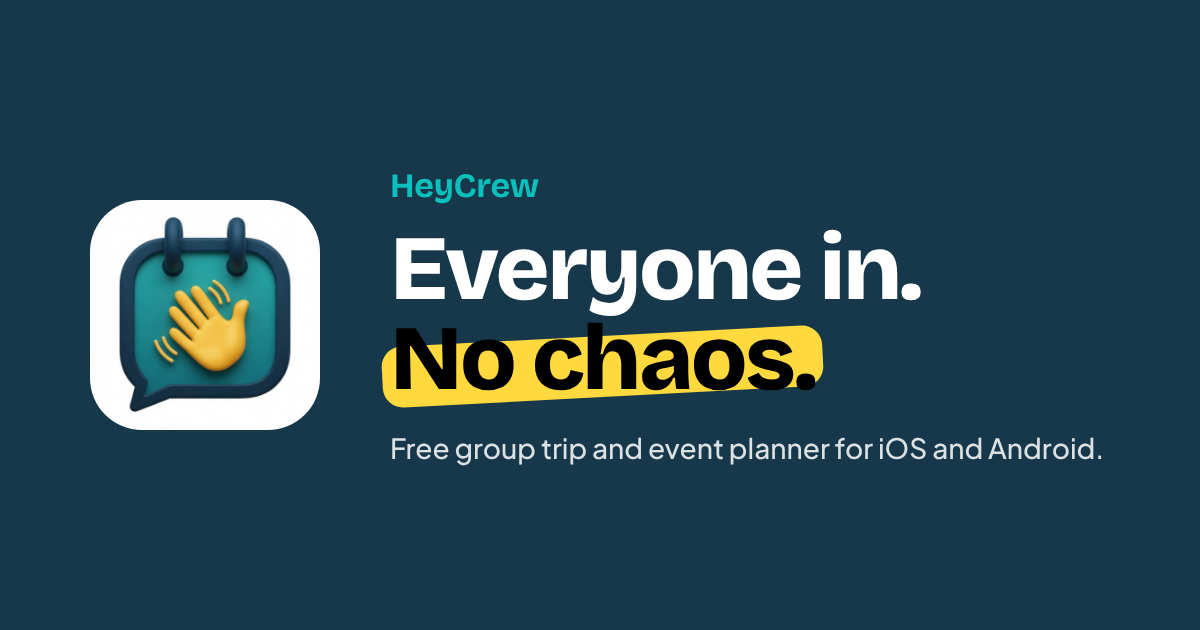 HeyCrew
Everyone in.
No chaos.
Free group trip and event planner for iOS and Android.